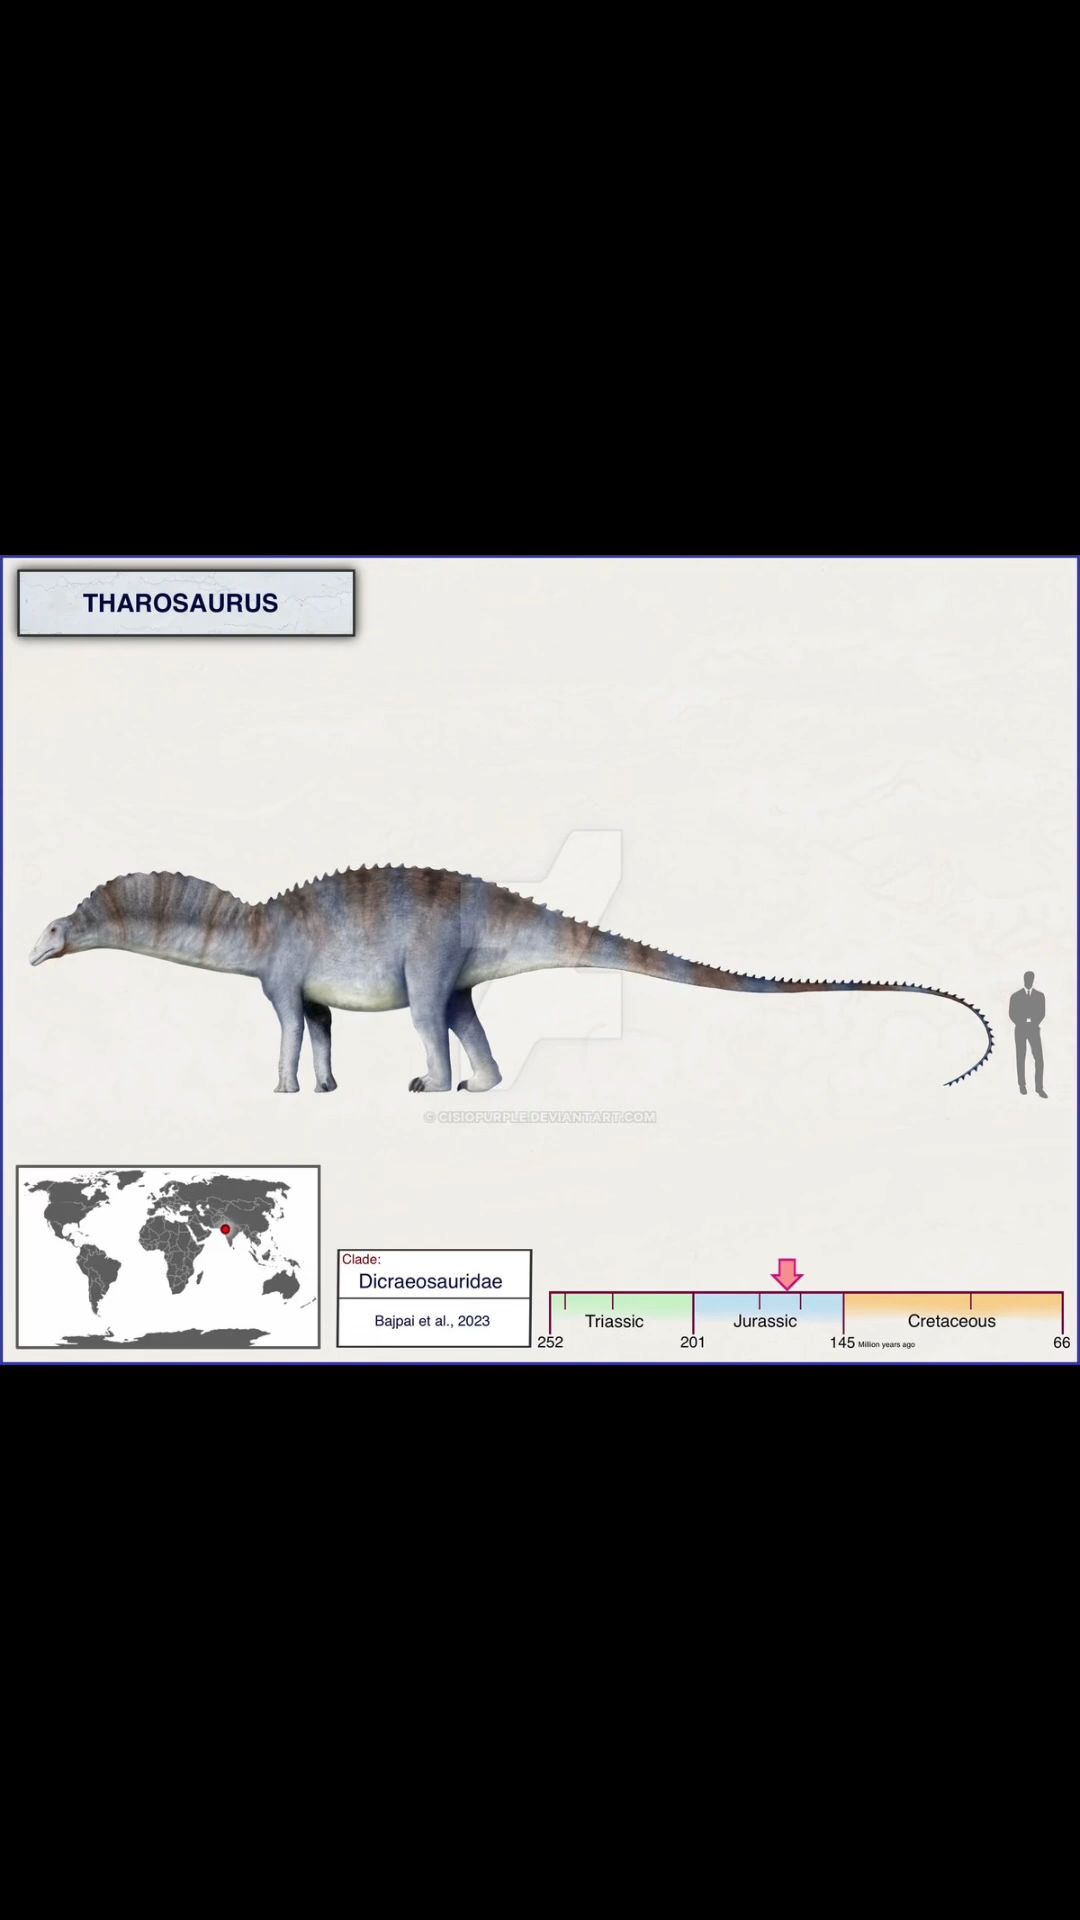 THAROSAURUS
© CISIOPURPLE.DEVIANTART.COM
Clade:
Dicraeosauridae
Bajpai et al., 2023
Triassic
Jurassic
Cretaceous
252
201
145 Million years ago
66